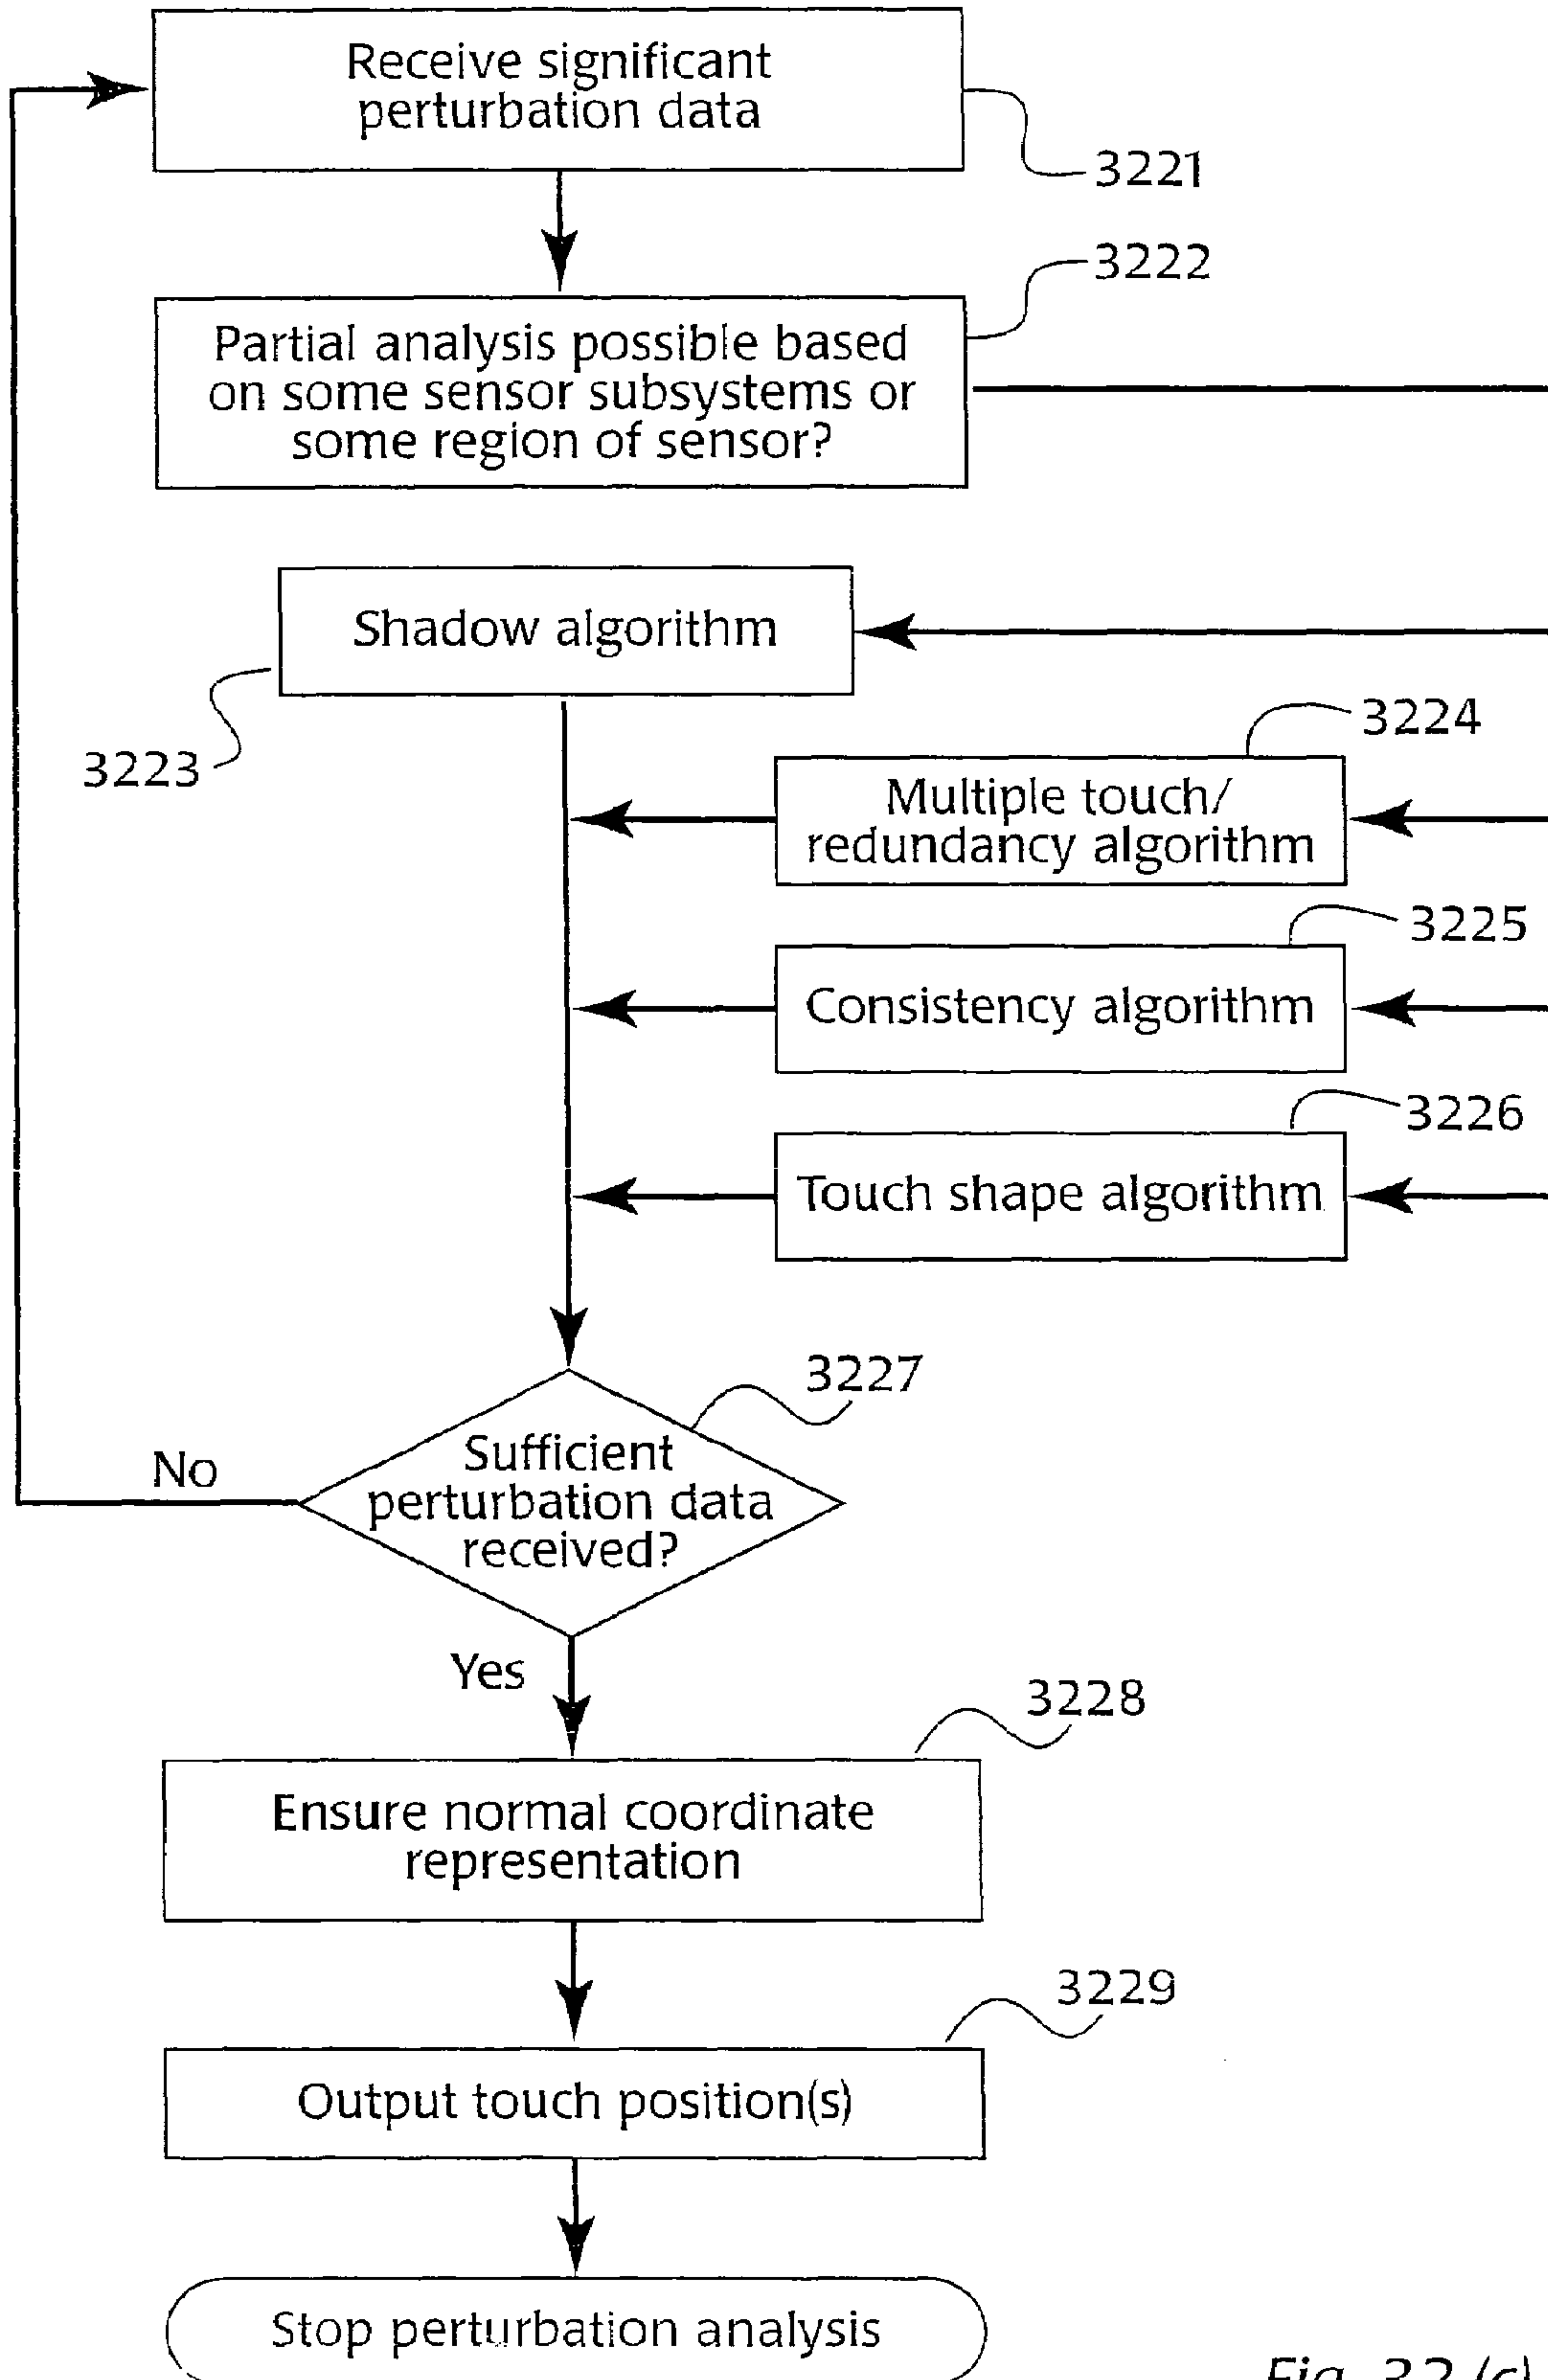 Receive significant
perturbation data
3221
3222
Partial analysis possible based
on some sensor subsystems or
some region of sensor?
Shadow algorithm
3223
3224
Multiple touch/
redundancy algorithm
3225
Consistency algorithm
3226
Touch shape algorithm
3227
Sufficient
perturbation data
received?
No
Yes
3228
Ensure normal coordinate
representation
3229
Output touch position(s)
Stop perturbation analysis
Fig. 32 (c)